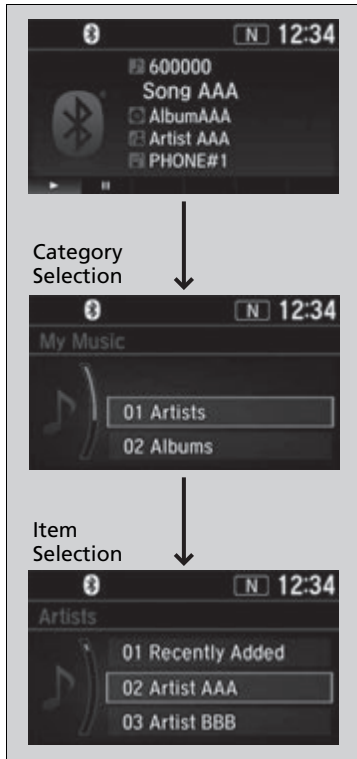 N 12:34
600000
Song AAA
AlbumAAA
Artist AAA
PHONE#1
Category
Selection
N 12:34
My Music
01 Artists
02 Albums
Item
Selection
N 12:34
Artists
01 Recently Added
02 Artist AAA
03 Artist BBB